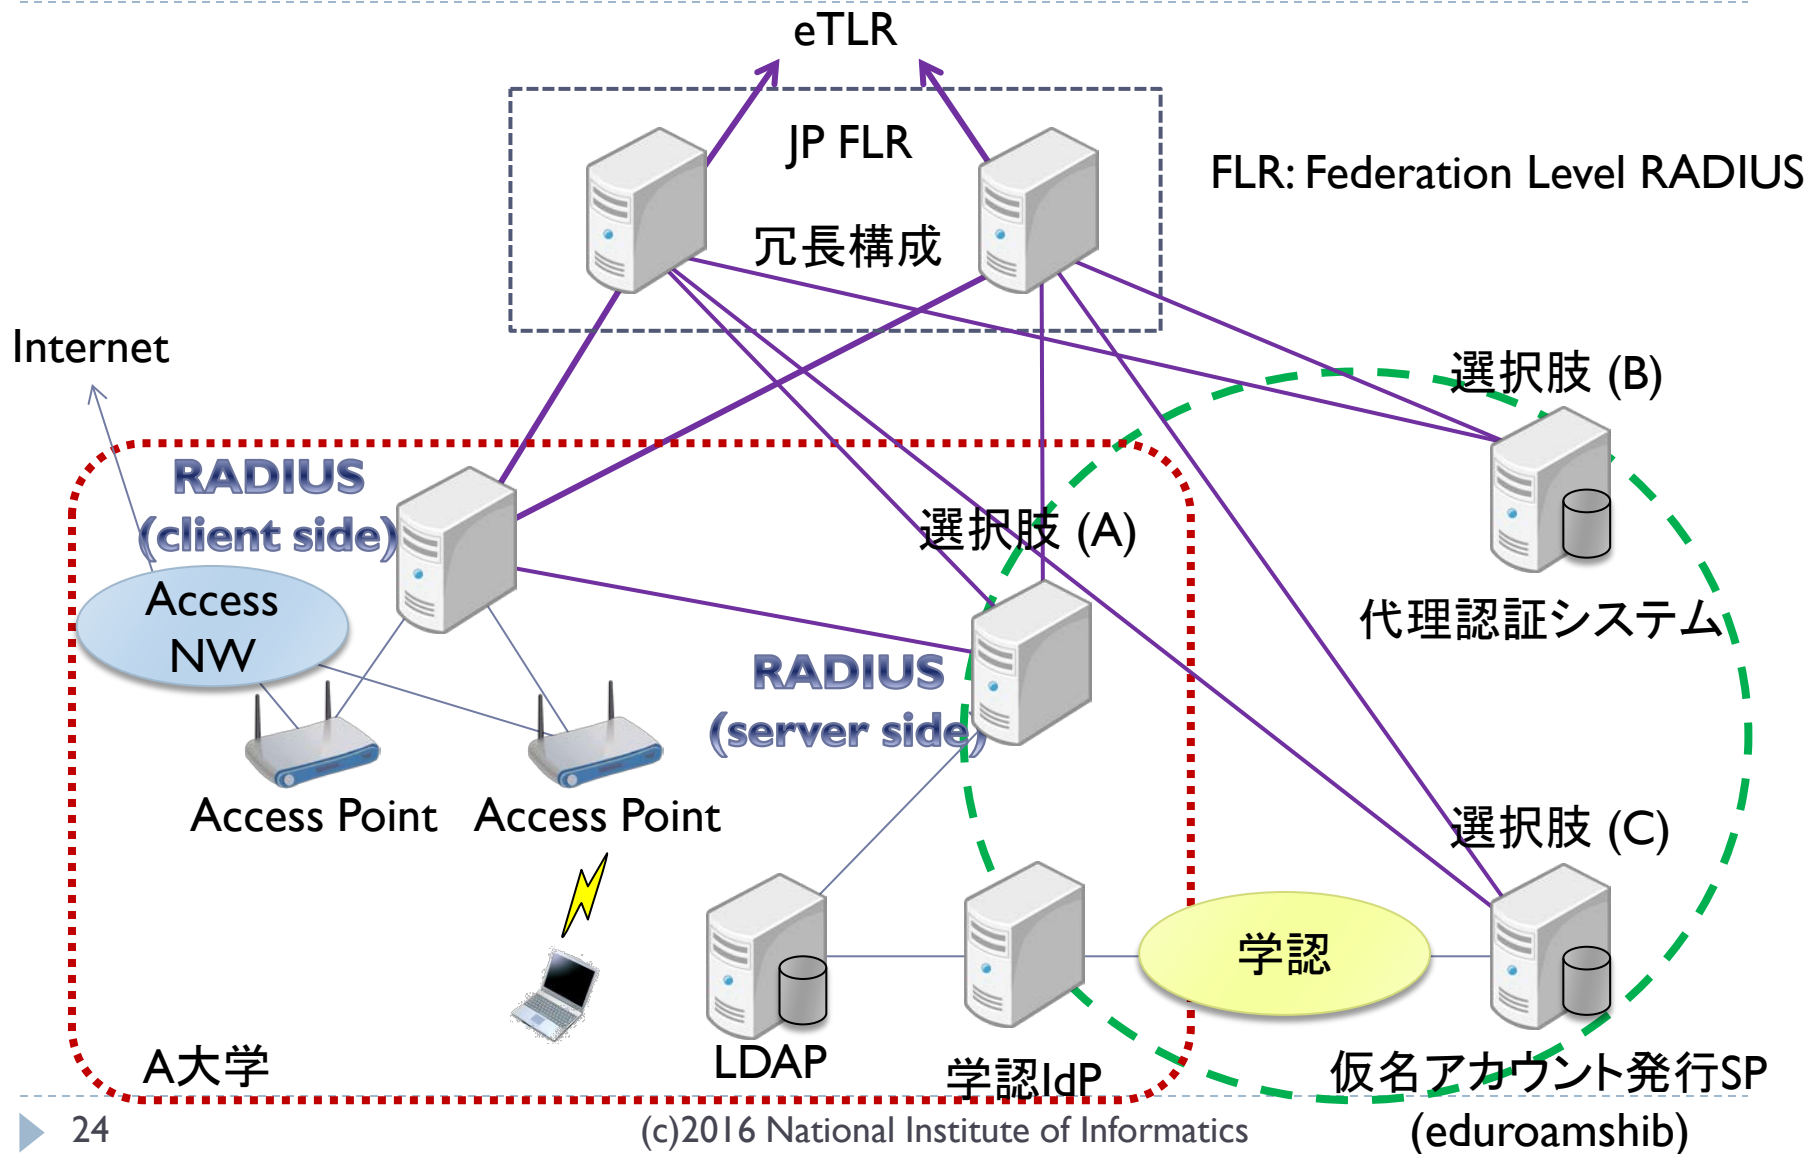 eTLR
JP FLR
FLR: Federation Level RADIUS
冗長構成
Internet
選択肢 (B)
RADIUS
(client side)
選択肢 (A)
Access
NW
代理認証システム
RADIUS
(server side)
Access Point
Access Point
選択肢 (C)
学認
A大学
LDAP
学認IdP
仮名アカウント発行SP
(eduroamshib)
24
(c)2016 National Institute of Informatics